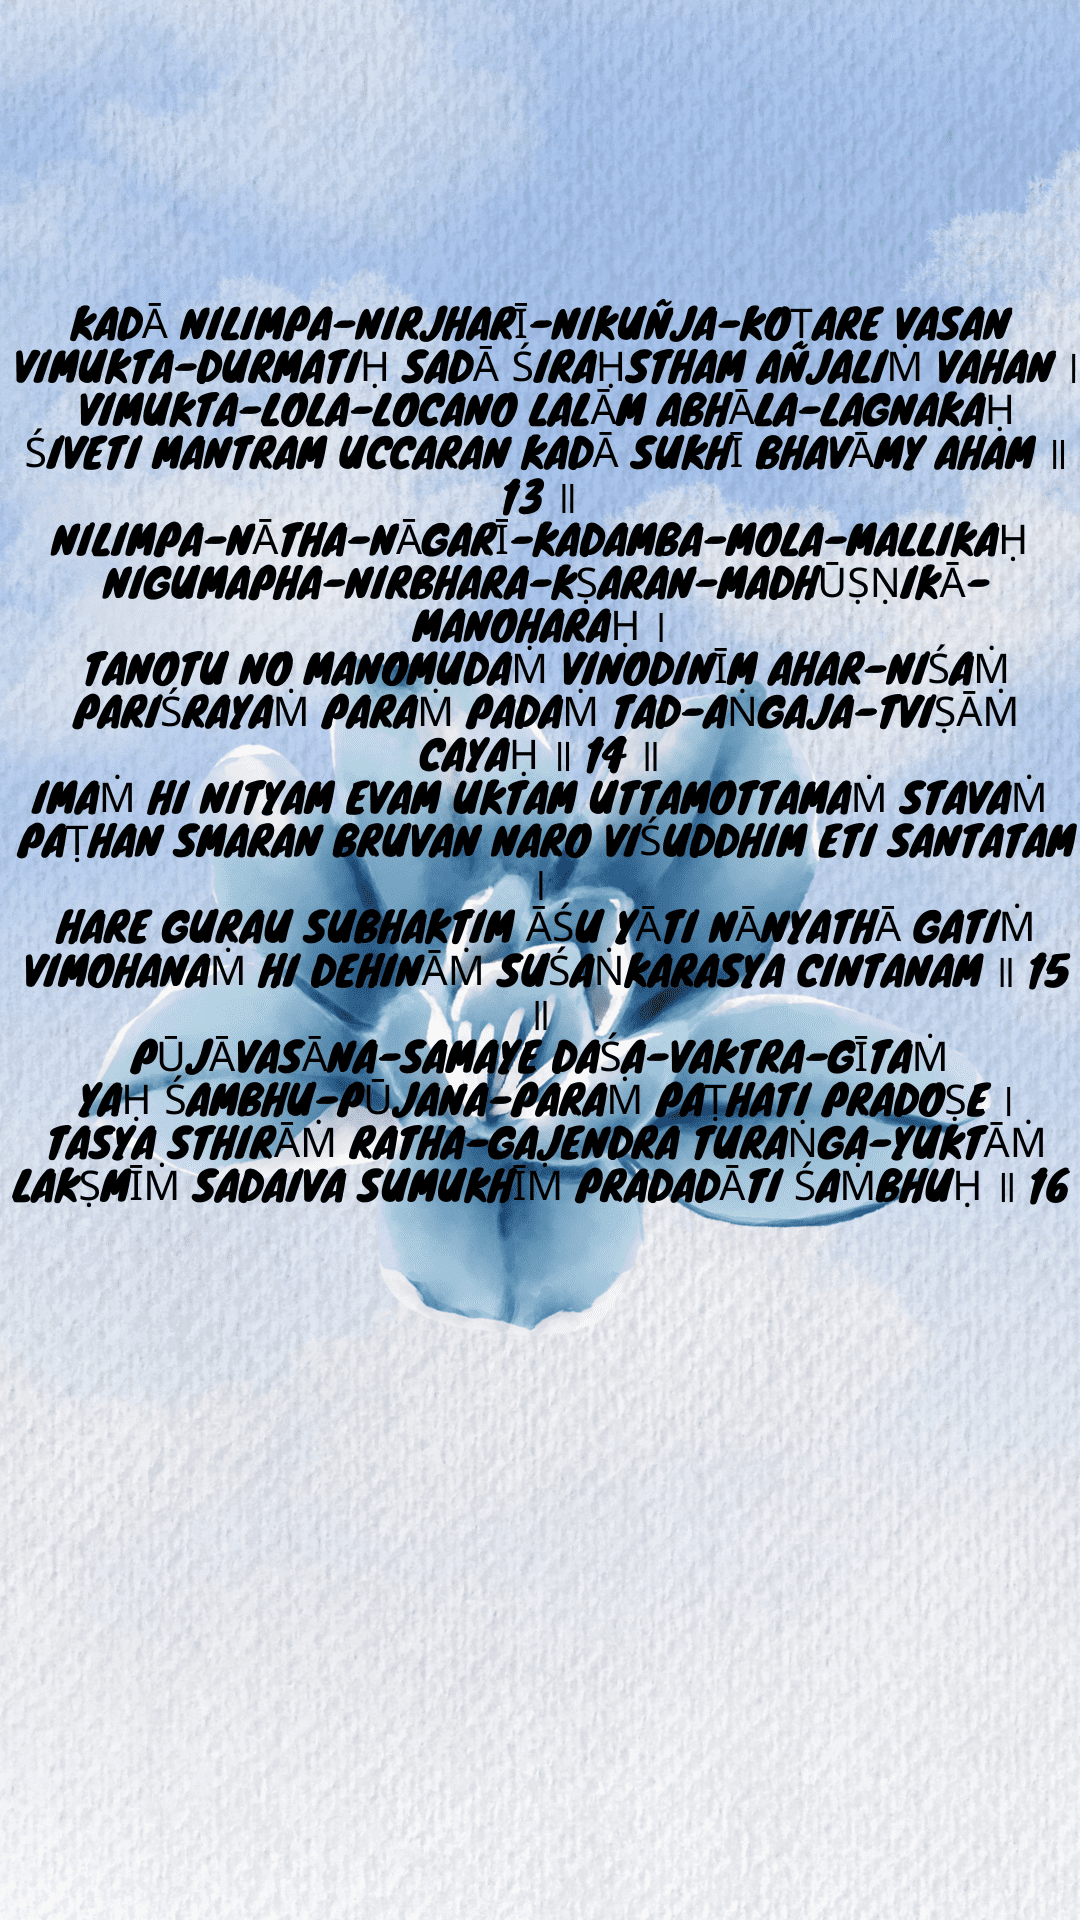 KADĀ NILIMPA-NIRJHARĪ-NIKUÑJA-KOṬARE VASAN
VIMUKTA-DURMATIḤ SADĀ ŚIRAḤSTHAM AÑJALIṀ VAHAN |
VIMUKTA-LOLA-LOCANO LALĀM ABHĀLA-LAGNAKAḤ
ŚIVETI MANTRAM UCCARAN KADĀ SUKHĪ BHAVĀMY AHAM ||
13 ||
NILIMPA-NĀTHA-NĀGARĪ-KADAMBA-MOLA-MALLIKAḤ
NIGUMAPHA-NIRBHARA-KṢARAN-MADHŪṢṆIKĀ-
MANOHARAḤ |
TANOTU NO MANOMUDAṀ VINODINĪM AHAR-NIŚAṀ
PARIŚRAYAṀ PARAṀ PADAṀ TAD-AṄGAJA-TVIṢĀṀ
CAYAḤ || 14 ||
IMAṀ HI NITYAM EVAM UKTAM UTTAMOTTAMAṀ STAVAṀ
PAṬHAN SMARAN BRUVAN NARO VIŚUDDHIM ETI SANTATAM
|
HARE GURAU SUBHAKTIM ĀŚU YĀTI NĀNYATHĀ GATIṀ
VIMOHANAṀ HI DEHINĀṀ SUŚAṄKARASYA CINTANAM || 15
||
PŪJĀVASĀNA-SAMAYE DAŚA-VAKTRA-GĪTAṀ
YAḤ ŚAMBHU-PŪJANA-PARAṀ PAṬHATI PRADOṢE |
TASYA STHIRĀṀ RATHA-GAJENDRA TURAṄGA-YUKTĀṀ
LAKṢMĪṀ SADAIVA SUMUKHĪṀ PRADADĀTI ŚAṀBHUḤ || 16